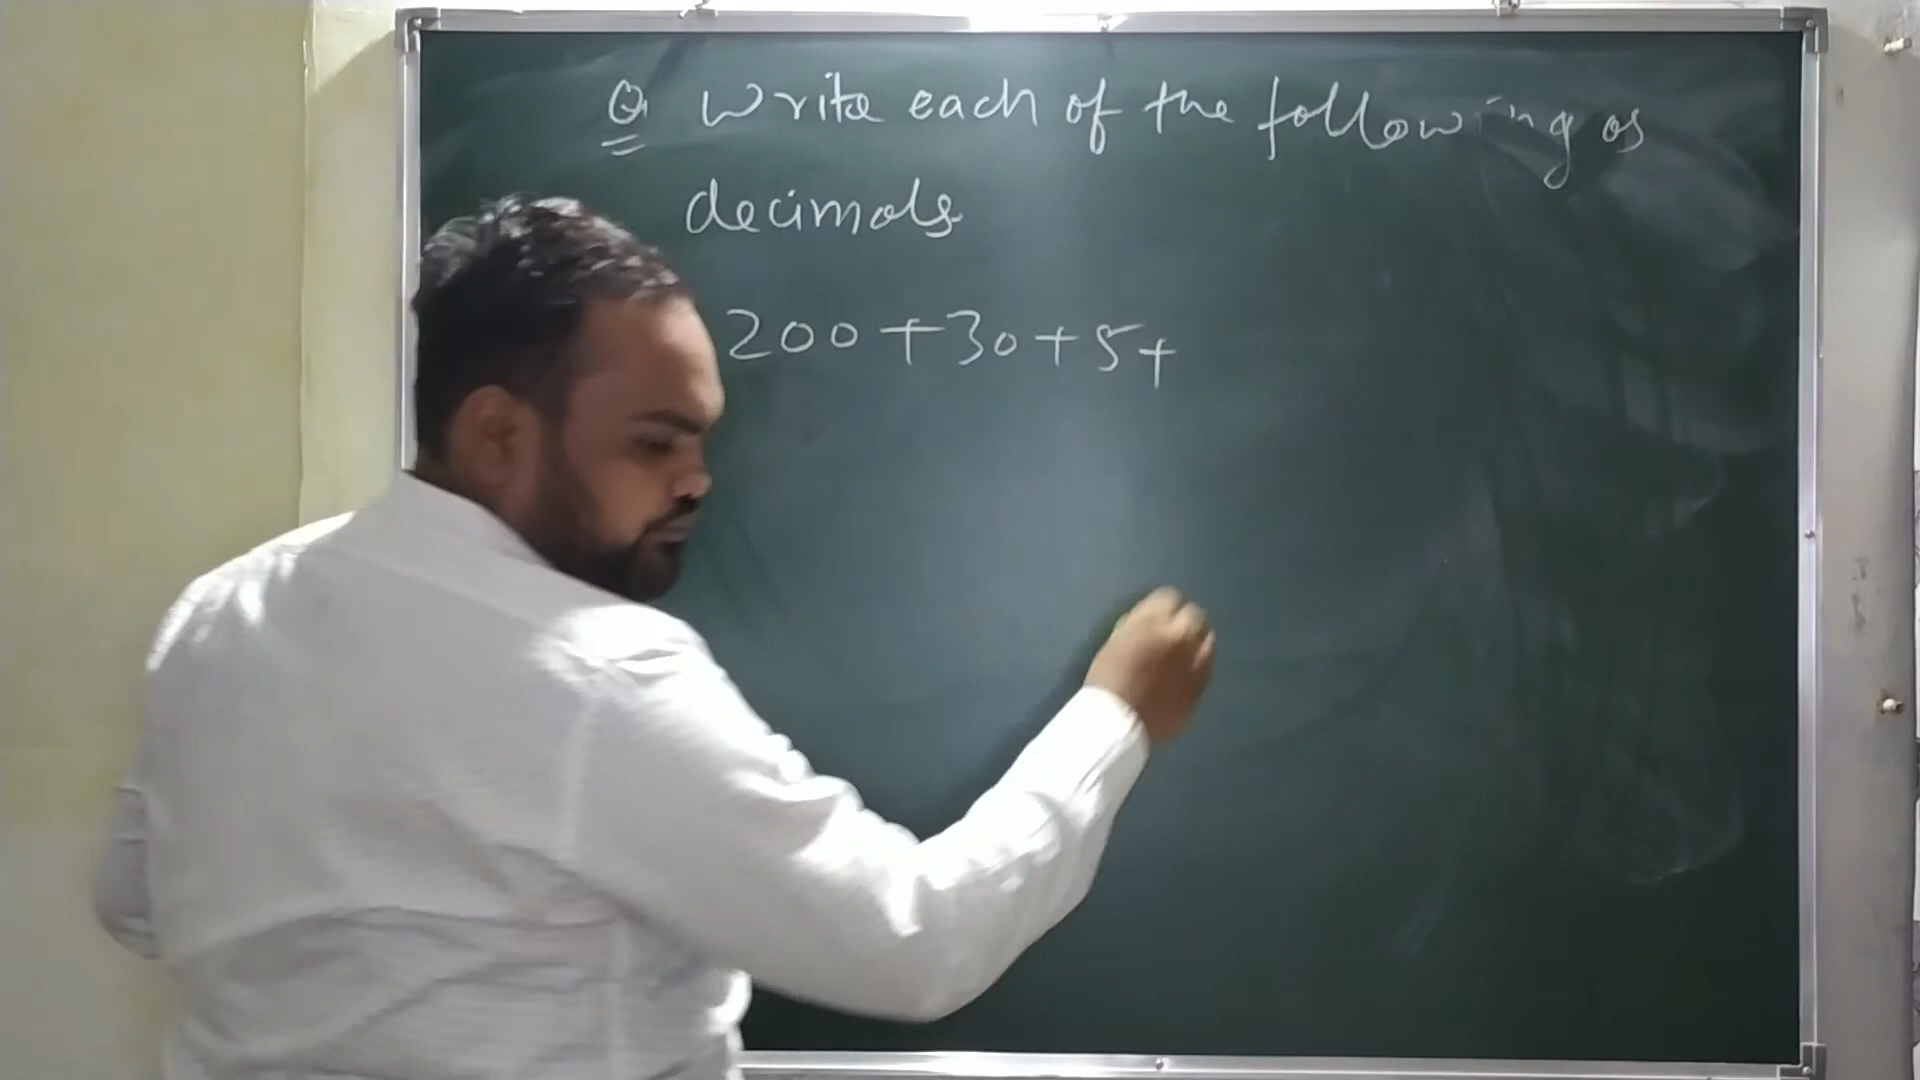 Q. Write each of the following as
decimals
200+30+5+